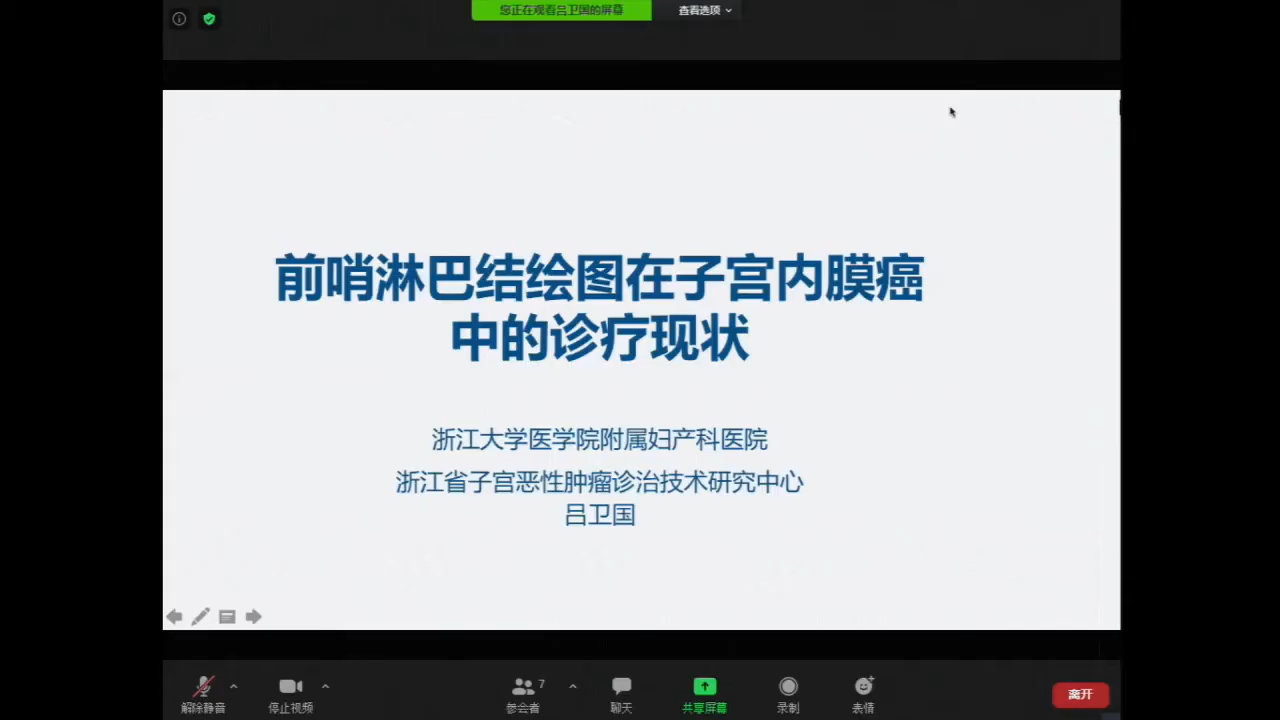 您正在观看吕卫国的屏幕
查看选项
前哨淋巴结绘图在子宫内膜癌
中的诊疗现状
浙江大学医学院附属妇产科医院
浙江省子宫恶性肿瘤诊治技术研究中心
吕卫国
解除静音
停止视频
7
参会者
聊天
共享屏幕
录制
表情
离开